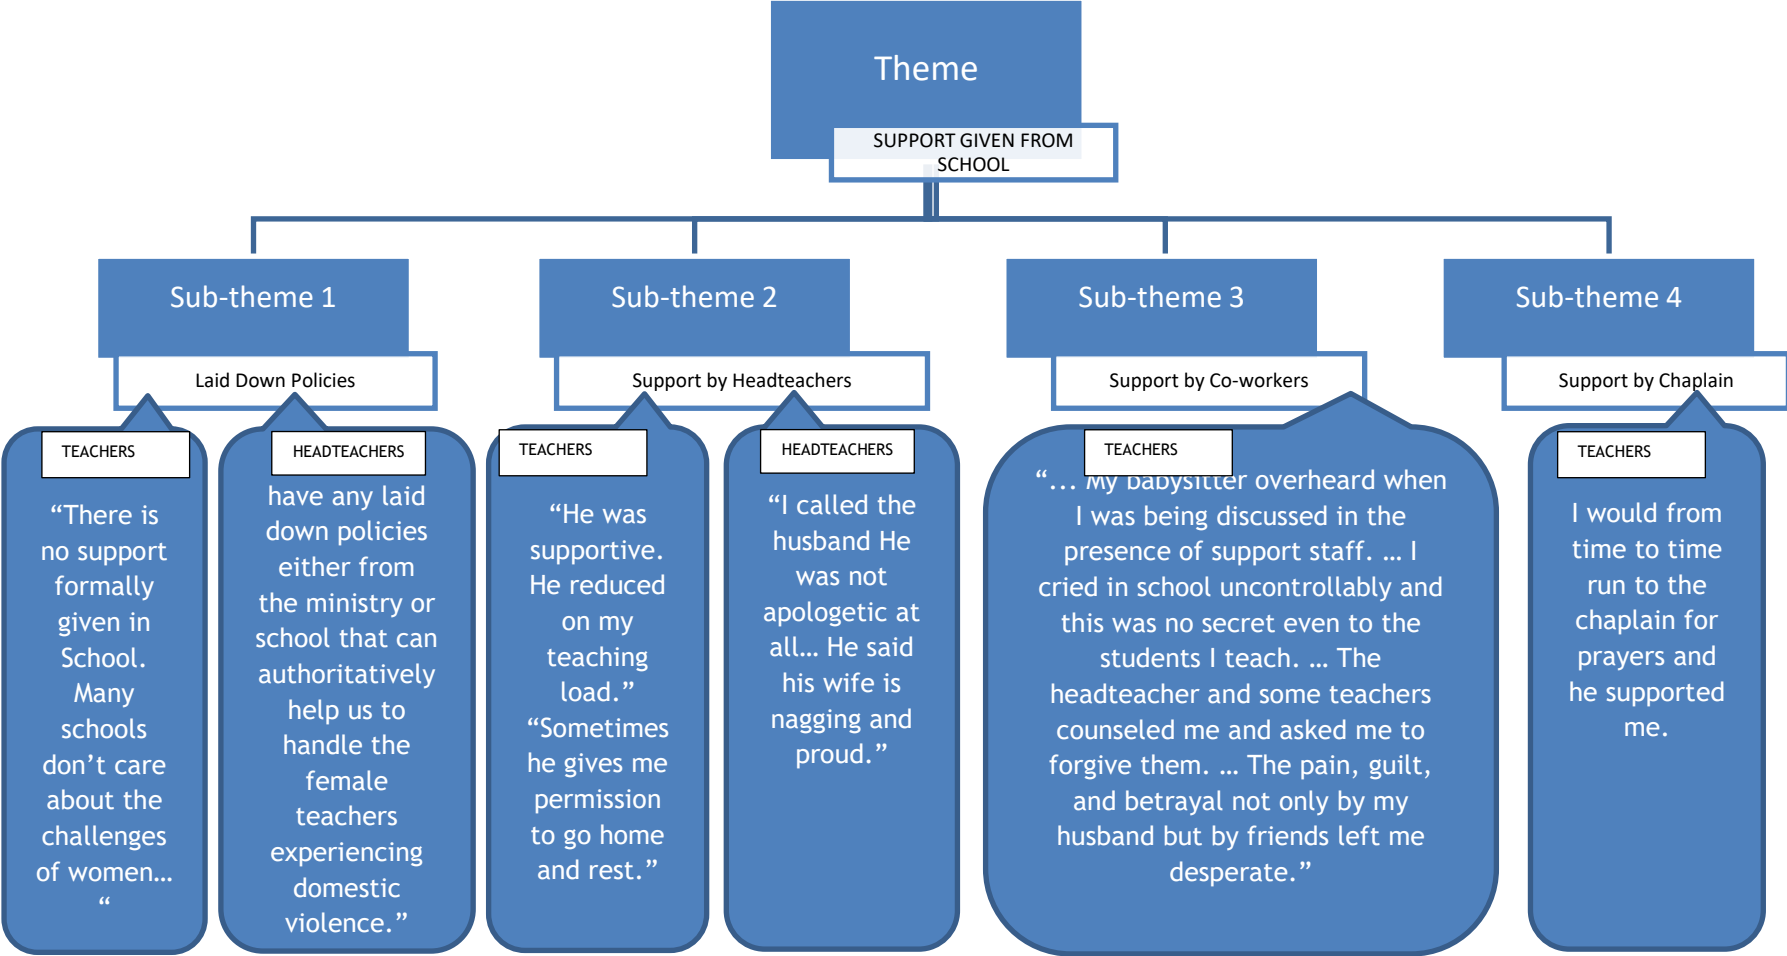 Theme
SUPPORT GIVEN FROM
SCHOOL
Sub-theme 1
Laid Down Policies
TEACHERS
“There is
no support
formally
given in
School.
Many
schools
don’t care
about the
challenges
of women…
“
HEADTEACHERS
have any laid
down policies
either from
the ministry or
school that can
authoritatively
help us to
handle the
female
teachers
experiencing
domestic
violence.”
Sub-theme 2
Support by Headteachers
TEACHERS
“He was
supportive.
He reduced
on my
teaching
load.”
“Sometimes
he gives me
permission
to go home
and rest.”
HEADTEACHERS
“I called the
husband He
was not
apologetic at
all… He said
his wife is
nagging and
proud.”
Sub-theme 3
Support by Co-workers
TEACHERS
“... My babysitter overheard when
I was being discussed in the
presence of support staff. … I
cried in school uncontrollably and
this was no secret even to the
students I teach. … The
headteacher and some teachers
counseled me and asked me to
forgive them. … The pain, guilt,
and betrayal not only by my
husband but by friends left me
desperate.”
Sub-theme 4
Support by Chaplain
TEACHERS
I would from
time to time
run to the
chaplain for
prayers and
he supported
me.